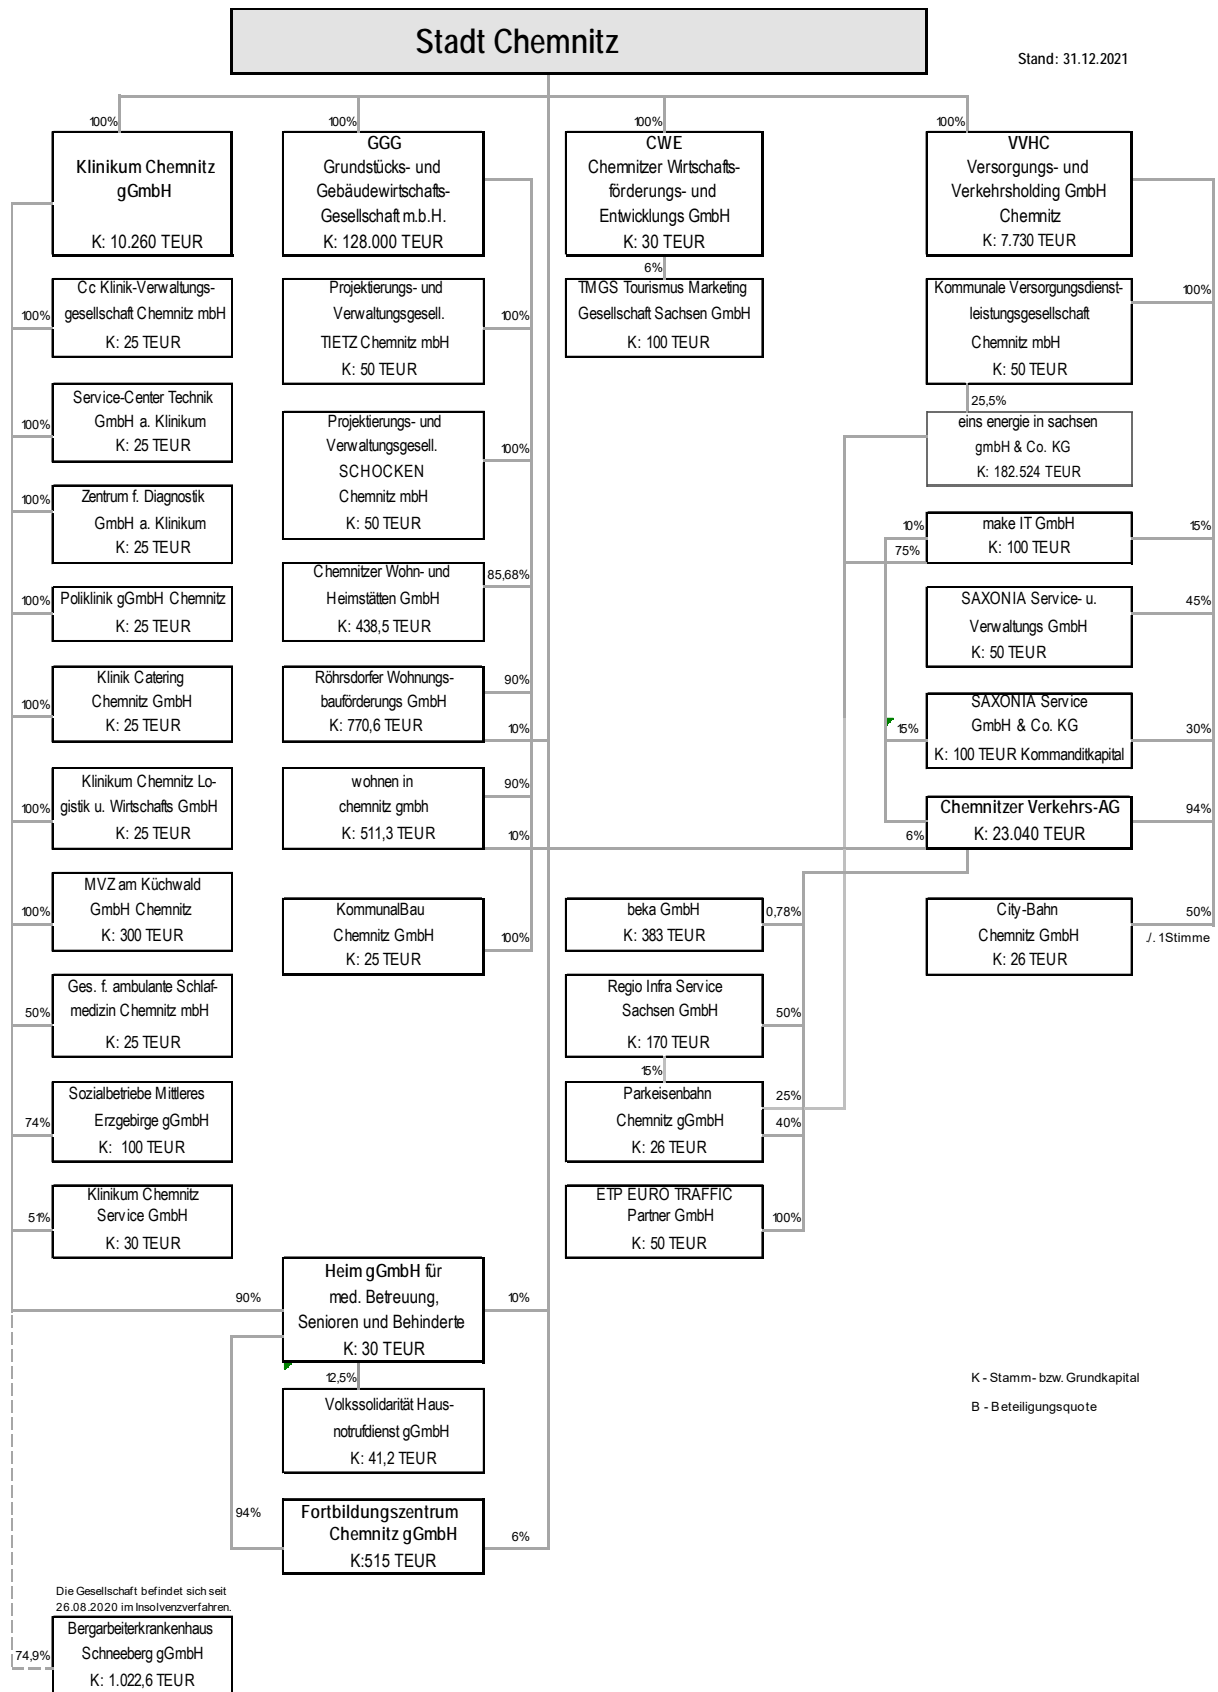 Stadt Chemnitz
Stand: 31.12.2021
100%
Klinikum Chemnitz
gGmbH
K: 10.260 TEUR
100%
Cc Klinik-Verwaltungs-
gesellschaft Chemnitz mbH
K: 25 TEUR
100%
Service-Center Technik
GmbH a. Klinikum
K: 25 TEUR
100%
Zentrum f. Diagnostik
GmbH a. Klinikum
K: 25 TEUR
100%
Poliklinik gGmbH Chemnitz
K: 25 TEUR
100%
Klinik Catering
Chemnitz GmbH
K: 25 TEUR
100%
Klinikum Chemnitz Lo-
gistik u. Wirtschafts GmbH
K: 25 TEUR
100%
MVZ am Küchwald
GmbH Chemnitz
K: 300 TEUR
50%
Ges. f. ambulante Schlaf-
medizin Chemnitz mbH
K: 25 TEUR
74%
Sozialbetriebe Mittleres
Erzgebirge gGmbH
K: 100 TEUR
51%
Klinikum Chemnitz
Service GmbH
K: 30 TEUR
100%
GGG
Grundstücks- und
Gebäudewirtschafts-
Gesellschaft m.b.H.
K: 128.000 TEUR
Projektierungs- und
Verwaltungsgesell.
TIETZ Chemnitz mbH
K: 50 TEUR
100%
Projektierungs- und
Verwaltungsgesell.
SCHOCKEN
Chemnitz mbH
K: 50 TEUR
100%
Chemnitzer Wohn- und
Heimstätten GmbH
K: 438,5 TEUR
85,68%
Röhrsdorfer Wohnungs-
bauförderungs GmbH
K: 770,6 TEUR
90%
10%
wohnen in
chemnitz gmbh
K: 511,3 TEUR
90%
10%
KommunalBau
Chemnitz GmbH
K: 25 TEUR
100%
100%
CWE
Chemnitzer Wirtschafts-
förderungs- und
Entwicklungs GmbH
K: 30 TEUR
6%
TMGS Tourismus Marketing
Gesellschaft Sachsen GmbH
K: 100 TEUR
100%
VVHC
Versorgungs- und
Verkehrsholding GmbH
Chemnitz
K: 7.730 TEUR
Kommunale Versorgungsdienst-
leistungsgesellschaft
Chemnitz mbH
K: 50 TEUR
100%
25,5%
eins energie in sachsen
gmbH & Co. KG
K: 182.524 TEUR
10%
75%
make IT GmbH
K: 100 TEUR
15%
SAXONIA Service- u.
Verwaltungs GmbH
K: 50 TEUR
45%
15%
SAXONIA Service
GmbH & Co. KG
K: 100 TEUR Kommanditkapital
30%
6%
Chemnitzer Verkehrs-AG
K: 23.040 TEUR
94%
City-Bahn
Chemnitz GmbH
K: 26 TEUR
50%
./. 1Stimme
beka GmbH
K: 383 TEUR
0,78%
Regio Infra Service
Sachsen GmbH
K: 170 TEUR
50%
15%
Parkeisenbahn
Chemnitz gGmbH
K: 26 TEUR
25%
40%
ETP EURO TRAFFIC
Partner GmbH
K: 50 TEUR
100%
90%
Heim gGmbH für
med. Betreuung,
Senioren und Behinderte
K: 30 TEUR
10%
12,5%
Volkssolidarität Haus-
notrufdienst gGmbH
K: 41,2 TEUR
94%
Fortbildungszentrum
Chemnitz gGmbH
K:515 TEUR
6%
K - Stamm- bzw. Grundkapital
B - Beteiligungsquote
Die Gesellschaft befindet sich seit
26.08.2020 im Insolvenzverfahren.
74,9%
Bergarbeiterkrankenhaus
Schneeberg gGmbH
K: 1.022,6 TEUR